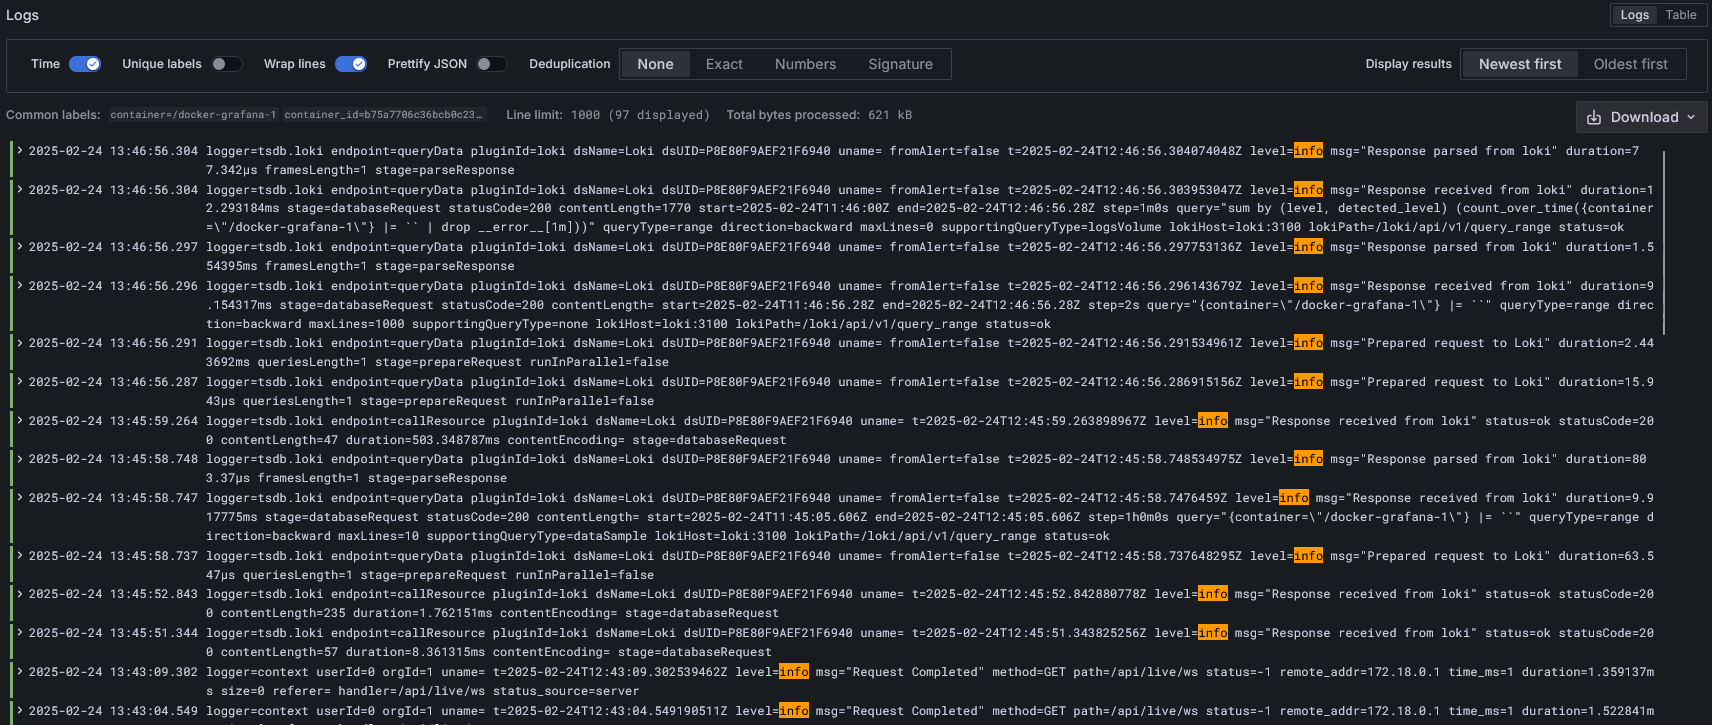 Logs
Logs Table
Time Unique labels Wrap lines Prettify JSON Deduplication None Exact Numbers Signature Display results Newest first Oldest first
Common labels: container=/docker-grafana-1 container_id=b75a7706c36bcb0c23… Line limit: 1000 (97 displayed) Total bytes processed: 621 kB
Download
2025-02-24 13:46:56.304 logger=tsdb.loki endpoint=queryData pluginId=loki dsName=Loki dsUID=P8E80F9AEF21F6940 uname= fromAlert=false t=2025-02-24T12:46:56.304074048Z level=info msg="Response parsed from loki" duration=7
7.342µs framesLength=1 stage=parseResponse
2025-02-24 13:46:56.304 logger=tsdb.loki endpoint=queryData pluginId=loki dsName=Loki dsUID=P8E80F9AEF21F6940 uname= fromAlert=false t=2025-02-24T12:46:56.303953047Z level=info msg="Response received from loki" duration=1
2.293184ms stage=databaseRequest statusCode=200 contentLength=1770 start=2025-02-24T11:46:00Z end=2025-02-24T12:46:56.28Z step=1m0s query="sum by (level, detected_level) (count_over_time({container
=\"/docker-grafana-1\"} |= `` | drop __error__[1m]))" queryType=range direction=backward maxLines=0 supportingQueryType=logsVolume lokiHost=loki:3100 lokiPath=/loki/api/v1/query_range status=ok
2025-02-24 13:46:56.297 logger=tsdb.loki endpoint=queryData pluginId=loki dsName=Loki dsUID=P8E80F9AEF21F6940 uname= fromAlert=false t=2025-02-24T12:46:56.297753136Z level=info msg="Response parsed from loki" duration=1.5
54395ms framesLength=1 stage=parseResponse
2025-02-24 13:46:56.296 logger=tsdb.loki endpoint=queryData pluginId=loki dsName=Loki dsUID=P8E80F9AEF21F6940 uname= fromAlert=false t=2025-02-24T12:46:56.296143679Z level=info msg="Response received from loki" duration=9
.154317ms stage=databaseRequest statusCode=200 contentLength= start=2025-02-24T11:46:56.28Z end=2025-02-24T12:46:56.28Z step=2s query="{container=\"/docker-grafana-1\"} |= ``" queryType=range direc
tion=backward maxLines=1000 supportingQueryType=none lokiHost=loki:3100 lokiPath=/loki/api/v1/query_range status=ok
2025-02-24 13:46:56.291 logger=tsdb.loki endpoint=queryData pluginId=loki dsName=Loki dsUID=P8E80F9AEF21F6940 uname= fromAlert=false t=2025-02-24T12:46:56.291534961Z level=info msg="Prepared request to Loki" duration=2.44
3692ms queriesLength=1 stage=prepareRequest runInParallel=false
2025-02-24 13:46:56.287 logger=tsdb.loki endpoint=queryData pluginId=loki dsName=Loki dsUID=P8E80F9AEF21F6940 uname= fromAlert=false t=2025-02-24T12:46:56.286915156Z level=info msg="Prepared request to Loki" duration=15.9
43µs queriesLength=1 stage=prepareRequest runInParallel=false
2025-02-24 13:45:59.264 logger=tsdb.loki endpoint=callResource pluginId=loki dsName=Loki dsUID=P8E80F9AEF21F6940 uname= t=2025-02-24T12:45:59.263898967Z level=info msg="Response received from loki" status=ok statusCode=20
0 contentLength=47 duration=503.348787ms contentEncoding= stage=databaseRequest
2025-02-24 13:45:58.748 logger=tsdb.loki endpoint=queryData pluginId=loki dsName=Loki dsUID=P8E80F9AEF21F6940 uname= fromAlert=false t=2025-02-24T12:45:58.748534975Z level=info msg="Response parsed from loki" duration=80
3.37µs framesLength=1 stage=parseResponse
2025-02-24 13:45:58.747 logger=tsdb.loki endpoint=queryData pluginId=loki dsName=Loki dsUID=P8E80F9AEF21F6940 uname= fromAlert=false t=2025-02-24T12:45:58.7476459Z level=info msg="Response received from loki" duration=9.9
17775ms stage=databaseRequest statusCode=200 contentLength= start=2025-02-24T11:45:05.606Z end=2025-02-24T12:45:05.606Z step=1h0m0s query="{container=\"/docker-grafana-1\"} |= ``" queryType=range d
irection=backward maxLines=10 supportingQueryType=dataSample lokiHost=loki:3100 lokiPath=/loki/api/v1/query_range status=ok
2025-02-24 13:45:58.737 logger=tsdb.loki endpoint=queryData pluginId=loki dsName=Loki dsUID=P8E80F9AEF21F6940 uname= fromAlert=false t=2025-02-24T12:45:58.737648295Z level=info msg="Prepared request to Loki" duration=63.5
47µs queriesLength=1 stage=prepareRequest runInParallel=false
2025-02-24 13:45:52.843 logger=tsdb.loki endpoint=callResource pluginId=loki dsName=Loki dsUID=P8E80F9AEF21F6940 uname= t=2025-02-24T12:45:52.842880778Z level=info msg="Response received from loki" status=ok statusCode=20
0 contentLength=235 duration=1.762151ms contentEncoding= stage=databaseRequest
2025-02-24 13:45:51.344 logger=tsdb.loki endpoint=callResource pluginId=loki dsName=Loki dsUID=P8E80F9AEF21F6940 uname= t=2025-02-24T12:45:51.343825256Z level=info msg="Response received from loki" status=ok statusCode=20
0 contentLength=57 duration=8.361315ms contentEncoding= stage=databaseRequest
2025-02-24 13:43:09.302 logger=context userId=0 orgId=1 uname= t=2025-02-24T12:43:09.302539462Z level=info msg="Request Completed" method=GET path=/api/live/ws status=-1 remote_addr=172.18.0.1 time_ms=1 duration=1.359137m
s size=0 referer= handler=/api/live/ws status_source=server
2025-02-24 13:43:04.549 logger=context userId=0 orgId=1 uname= t=2025-02-24T12:43:04.549190511Z level=info msg="Request Completed" method=GET path=/api/live/ws status=-1 remote_addr=172.18.0.1 time_ms=1 duration=1.522841m